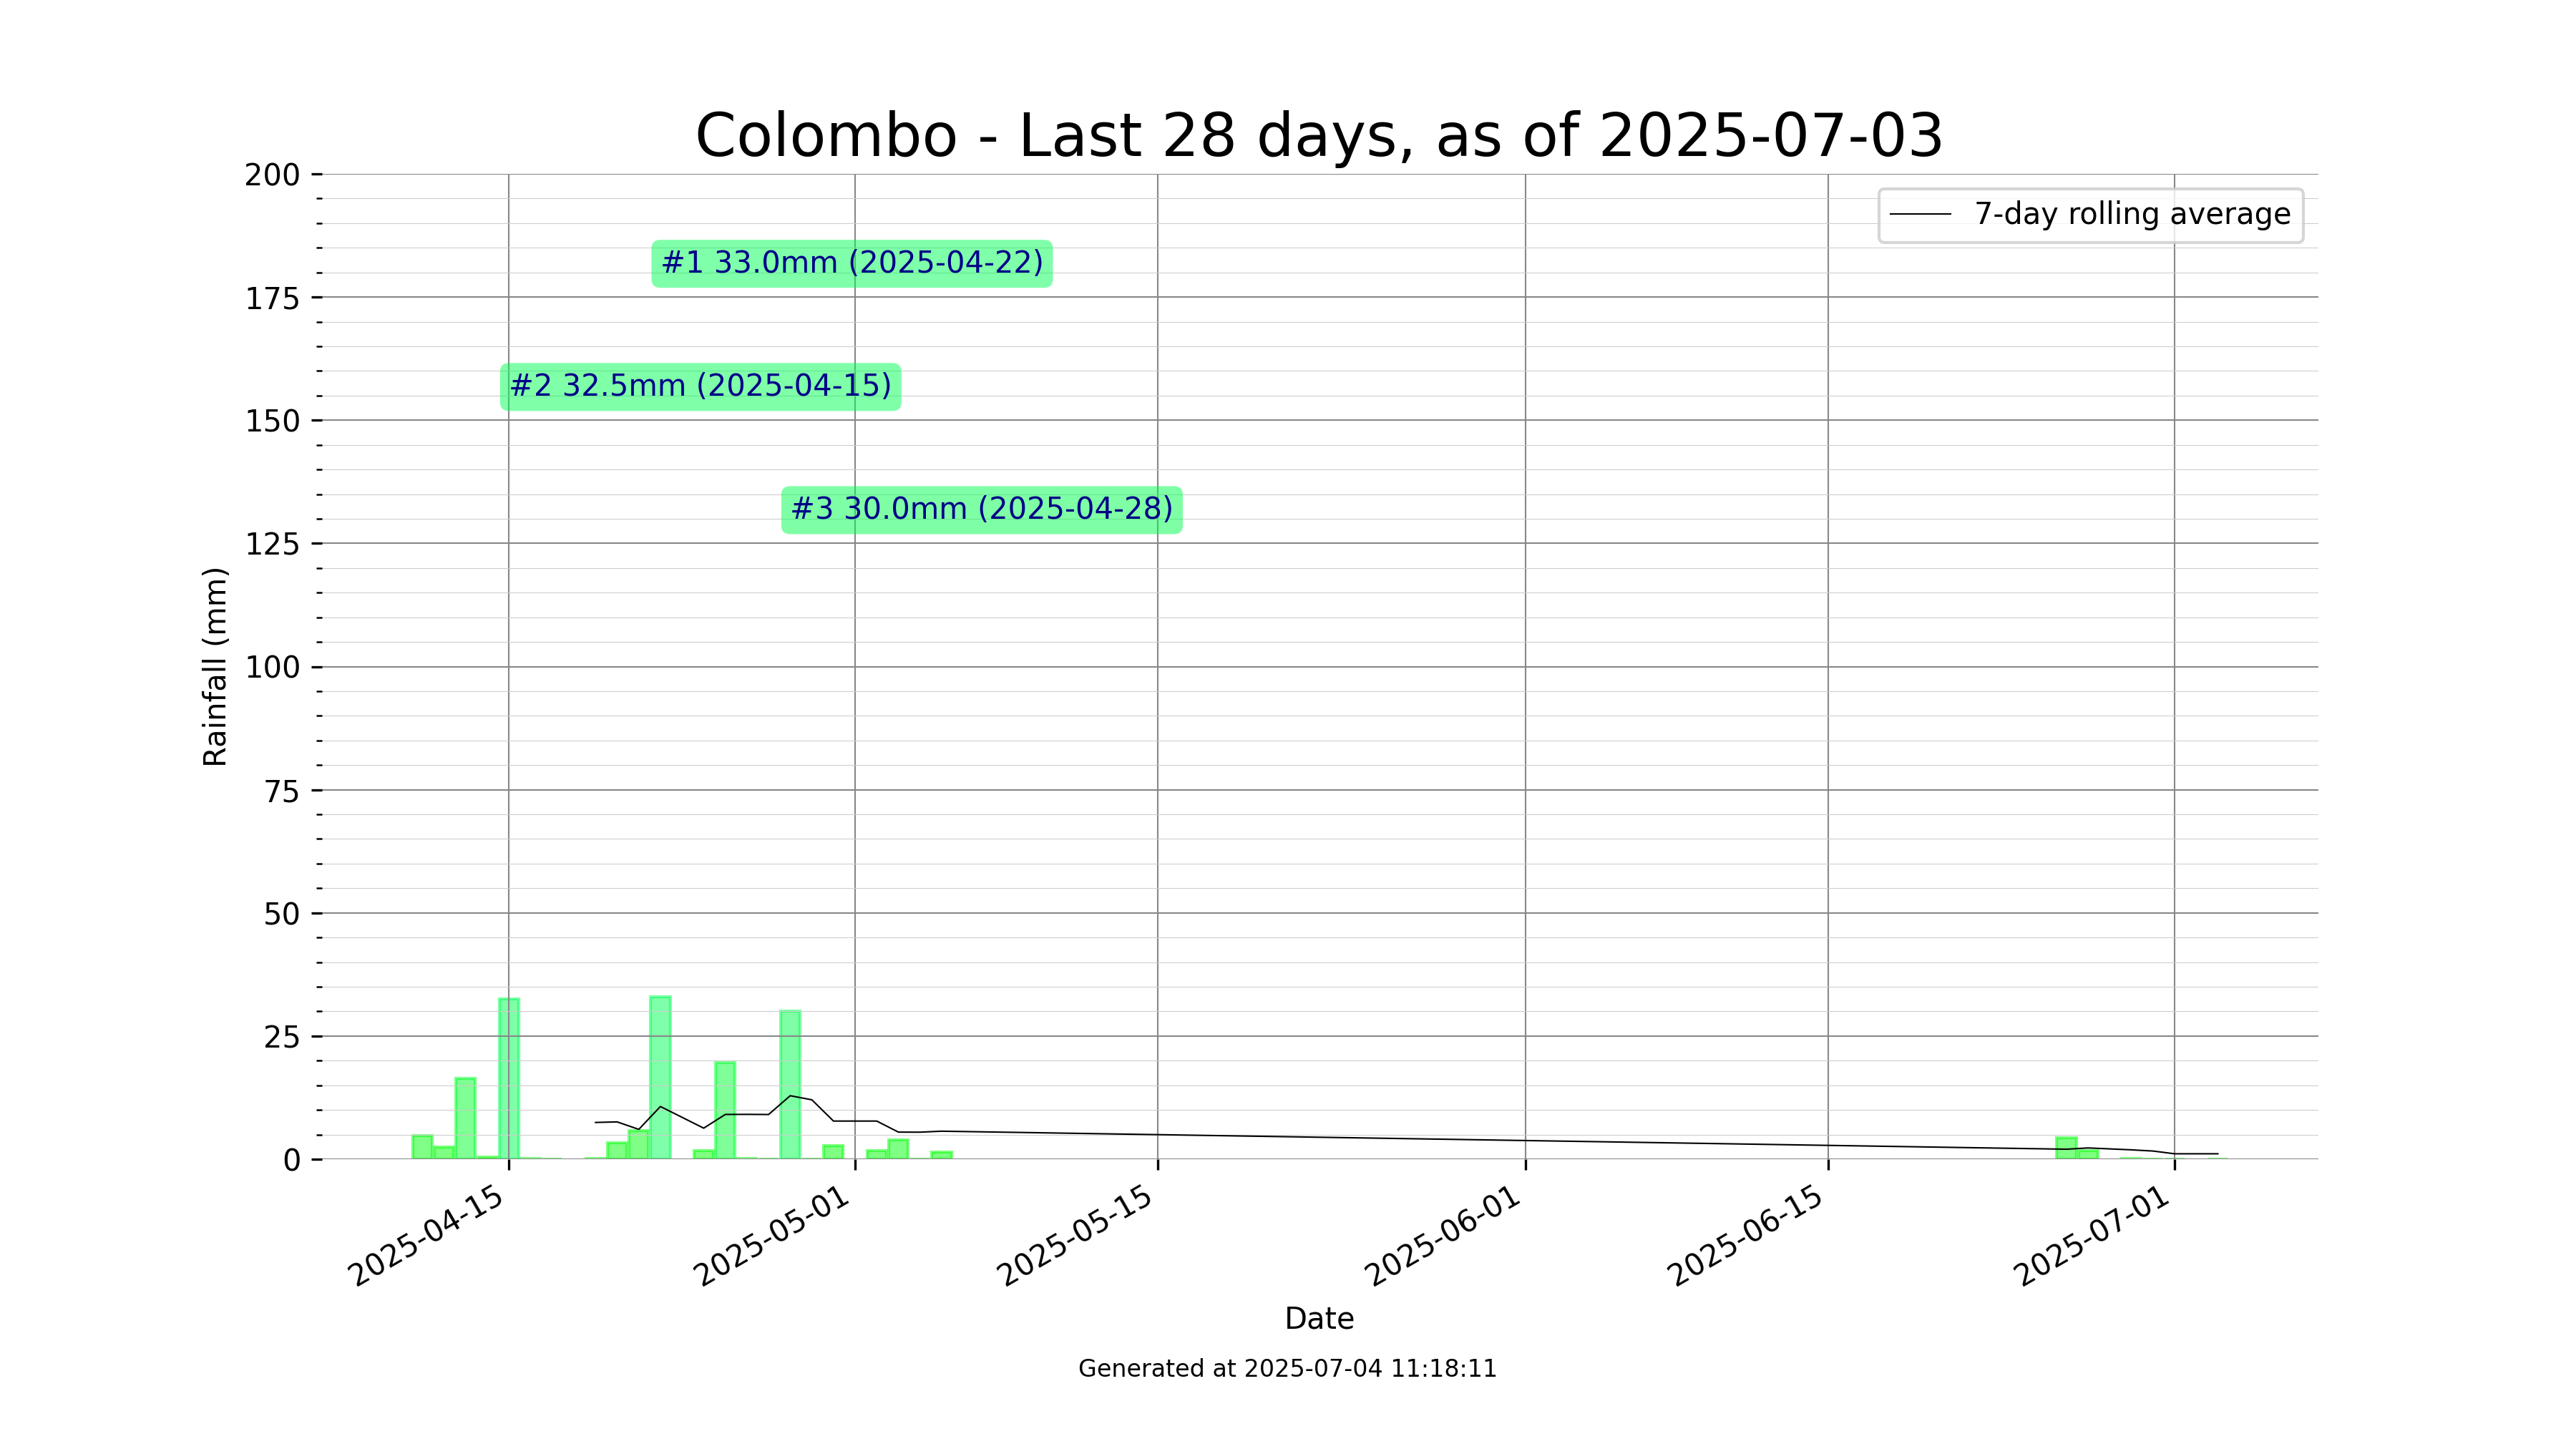 Colombo - Last 28 days, as of 2025-07-03
7-day rolling average
#1 33.0mm (2025-04-22)
#2 32.5mm (2025-04-15)
#3 30.0mm (2025-04-28)
Rainfall (mm)
200
175
150
125
100
75
50
25
0
2025-04-15
2025-05-01
2025-05-15
2025-06-01
2025-06-15
2025-07-01
Date
Generated at 2025-07-04 11:18:11